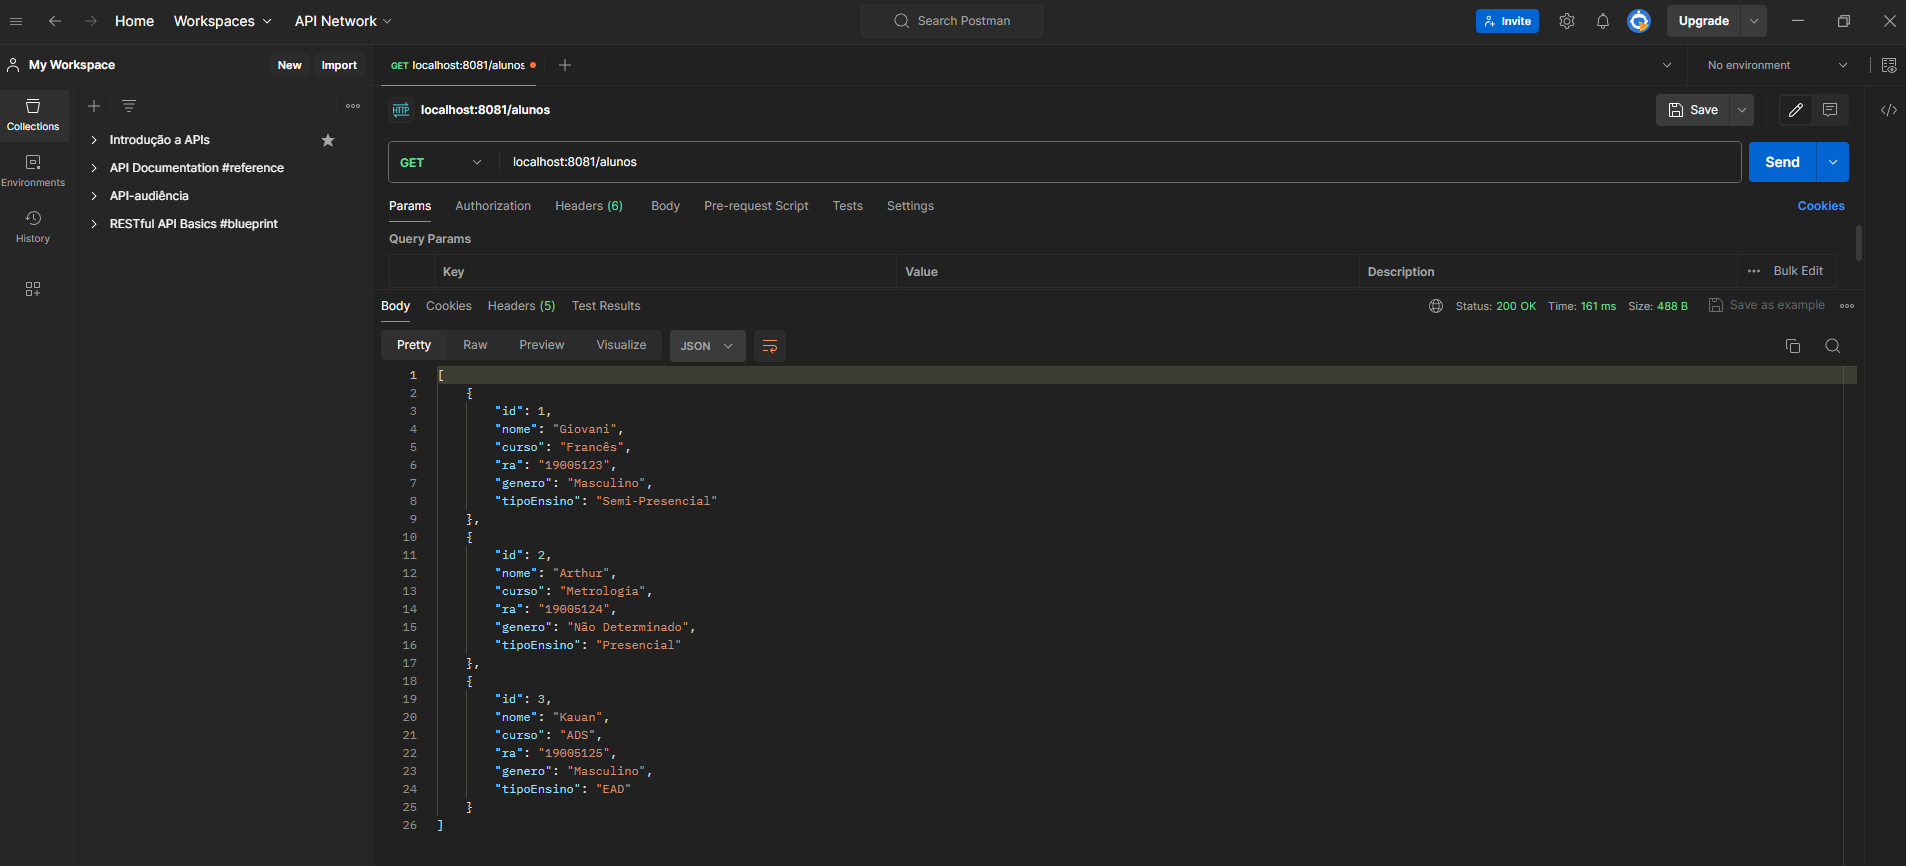 Home Workspaces API Network Search Postman Invite Upgrade
My Workspace New Import GET localhost:8081/alunos No environment
Collections
Environments
History
Introdução a APIs
API Documentation #reference
API-audiência
RESTful API Basics #blueprint
HTTP localhost:8081/alunos Save
GET localhost:8081/alunos Send
Params Authorization Headers (6) Body Pre-request Script Tests Settings Cookies
Query Params
Key Value Description Bulk Edit
Body Cookies Headers (5) Test Results Status: 200 OK Time: 161 ms Size: 488 B Save as example
Pretty Raw Preview Visualize JSON
1 [
2 {
3 "id": 1,
4 "nome": "Giovani",
5 "curso": "Francês",
6 "ra": "19005123",
7 "genero": "Masculino",
8 "tipoEnsino": "Semi-Presencial"
9 },
10 {
11 "id": 2,
12 "nome": "Arthur",
13 "curso": "Metrologia",
14 "ra": "19005124",
15 "genero": "Não Determinado",
16 "tipoEnsino": "Presencial"
17 },
18 {
19 "id": 3,
20 "nome": "Kauan",
21 "curso": "ADS",
22 "ra": "19005125",
23 "genero": "Masculino",
24 "tipoEnsino": "EAD"
25 }
26 ]